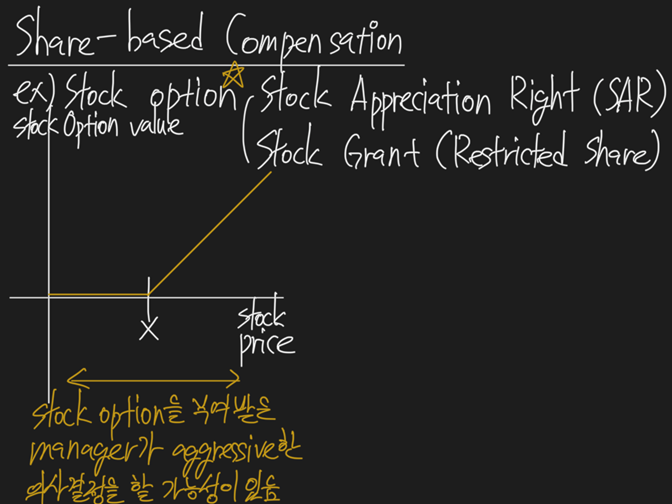 Share-based Compensation
ex) Stock option☆ Stock Appreciation Right (SAR)
Stock Option value
Stock Grant (Restricted Share)
X
stock
price
stock option을 부여받은
manager가 aggressive한
의사결정을 할 가능성이 있음